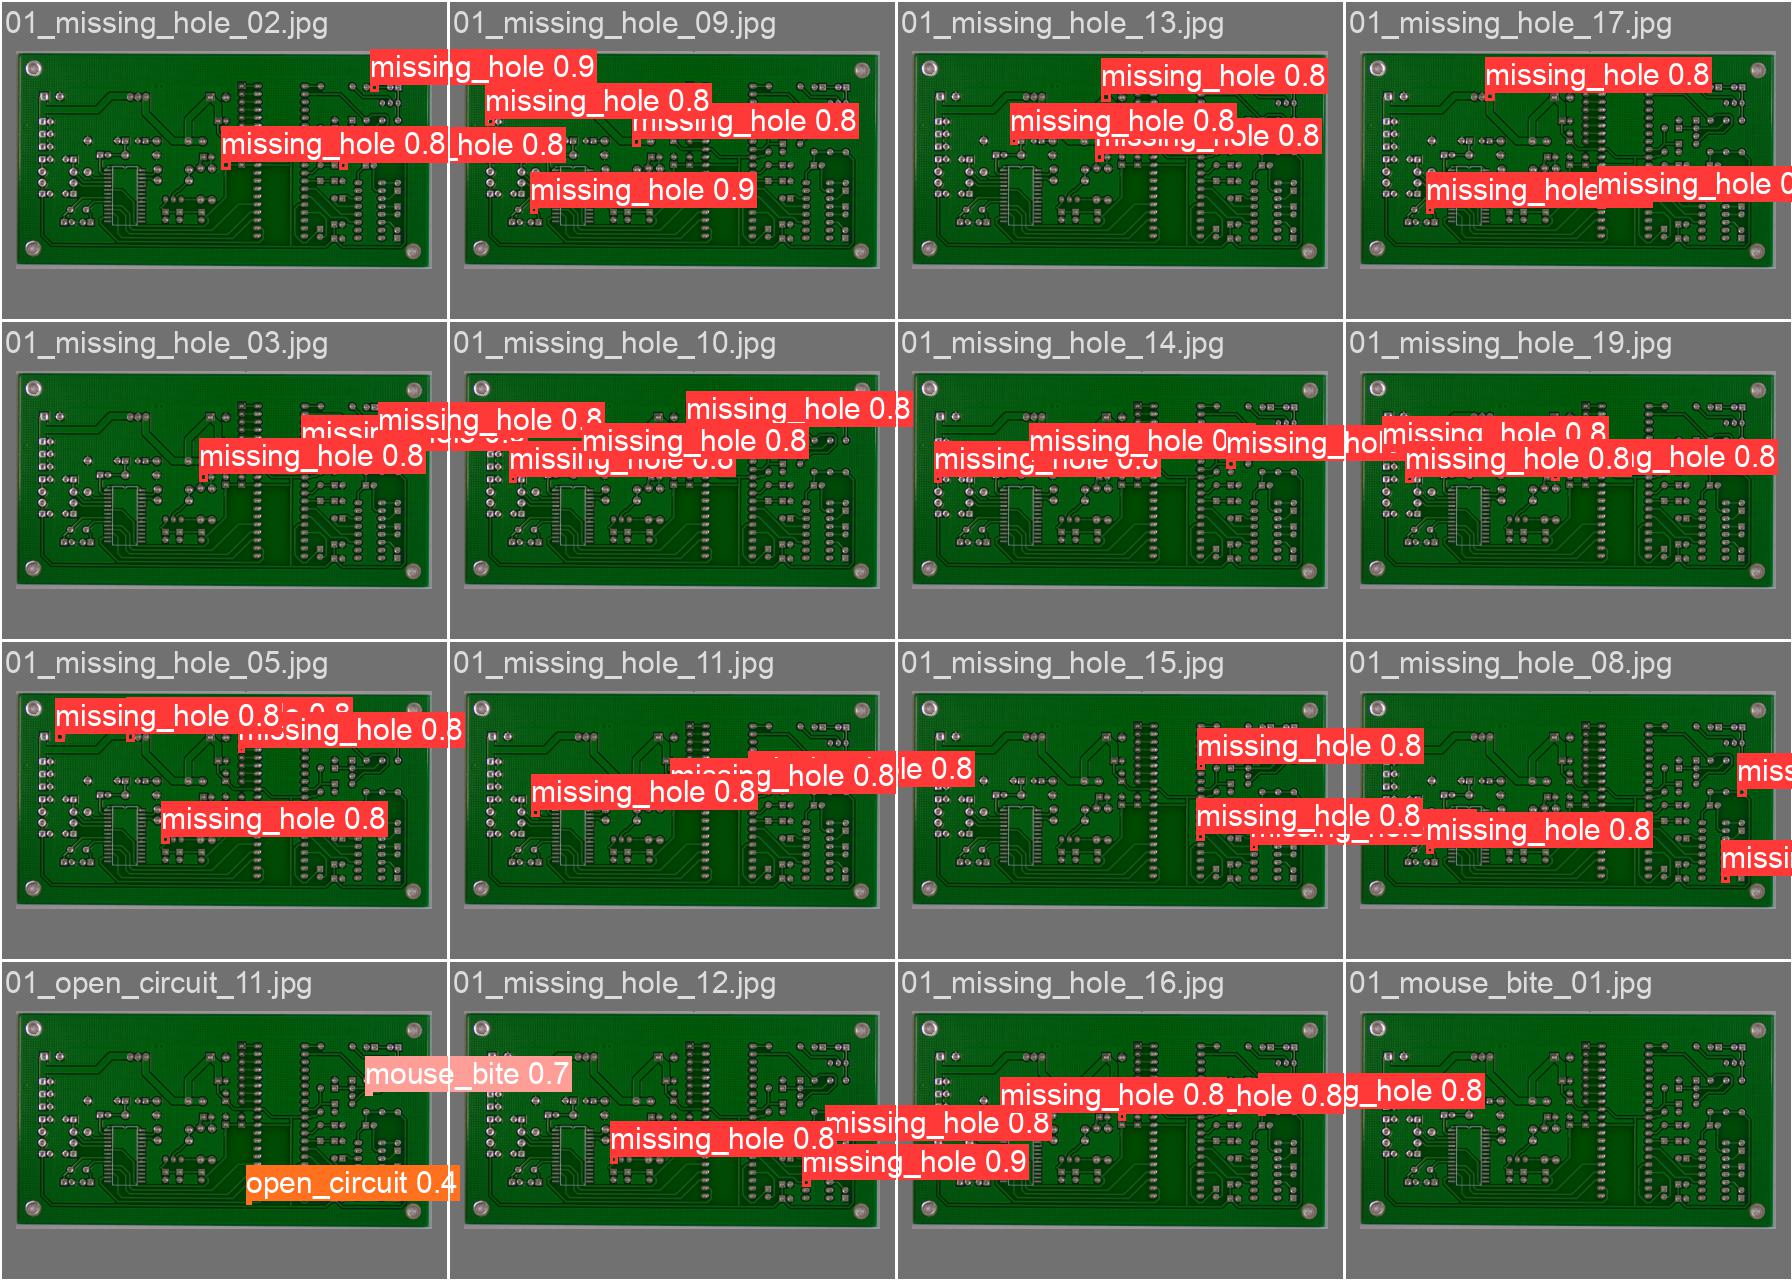 01_missing_hole_02.jpg
missing_hole 0.9
missing_hole 0.8
_hole 0.8
01_missing_hole_09.jpg
missing_hole 0.8
missing_hole 0.8
missing_hole 0.9
01_missing_hole_13.jpg
missing_hole 0.8
missing_hole 0.8
missing_hole 0.8
01_missing_hole_17.jpg
missing_hole 0.8
missing_hole
missing_hole 0
01_missing_hole_03.jpg
missing_hole 0.8
missing_hole 0.8
01_missing_hole_10.jpg
missing_hole 0.8
missing_hole 0.8
missing_hole 0.8
01_missing_hole_14.jpg
missing_hole 0
missing_hol
missing_hole 0.8
01_missing_hole_19.jpg
missing_hole 0.8
missing_hole 0.8
g_hole 0.8
01_missing_hole_05.jpg
missing_hole 0.8
missing_hole 0.8
missing_hole 0.8
01_missing_hole_11.jpg
le 0.8
missing_hole 0.8
missing_hole 0.8
01_missing_hole_15.jpg
missing_hole 0.8
missing_hole 0.8
01_missing_hole_08.jpg
miss
missing_hole 0.8
missi
01_open_circuit_11.jpg
mouse_bite 0.7
open_circuit 0.4
01_missing_hole_12.jpg
missing_hole 0.8
missing_hole 0.8
missing_hole 0.9
01_missing_hole_16.jpg
missing_hole 0.8
_hole 0.8
g_hole 0.8
01_mouse_bite_01.jpg